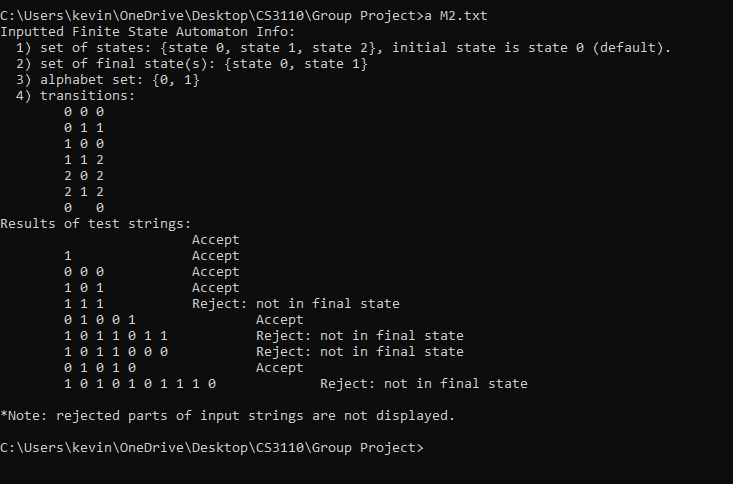 C:\Users\kevin\OneDrive\Desktop\CS3110\Group Project>a M2.txt
Inputted Finite State Automaton Info:
  1) set of states: {state 0, state 1, state 2}, initial state is state 0 (default).
  2) set of final state(s): {state 0, state 1}
  3) alphabet set: {0, 1}
  4) transitions:
        0 0 0
        0 1 1
        1 0 0
        1 1 2
        2 0 2
        2 1 2
        0   0
Results of test strings:
                        Accept
        1               Accept
        0 0 0           Accept
        1 0 1           Accept
        1 1 1           Reject: not in final state
        0 1 0 0 1               Accept
        1 0 1 1 0 1 1           Reject: not in final state
        1 0 1 1 0 0 0           Reject: not in final state
        0 1 0 1 0               Accept
        1 0 1 0 1 0 1 1 1 0             Reject: not in final state

*Note: rejected parts of input strings are not displayed.

C:\Users\kevin\OneDrive\Desktop\CS3110\Group Project>